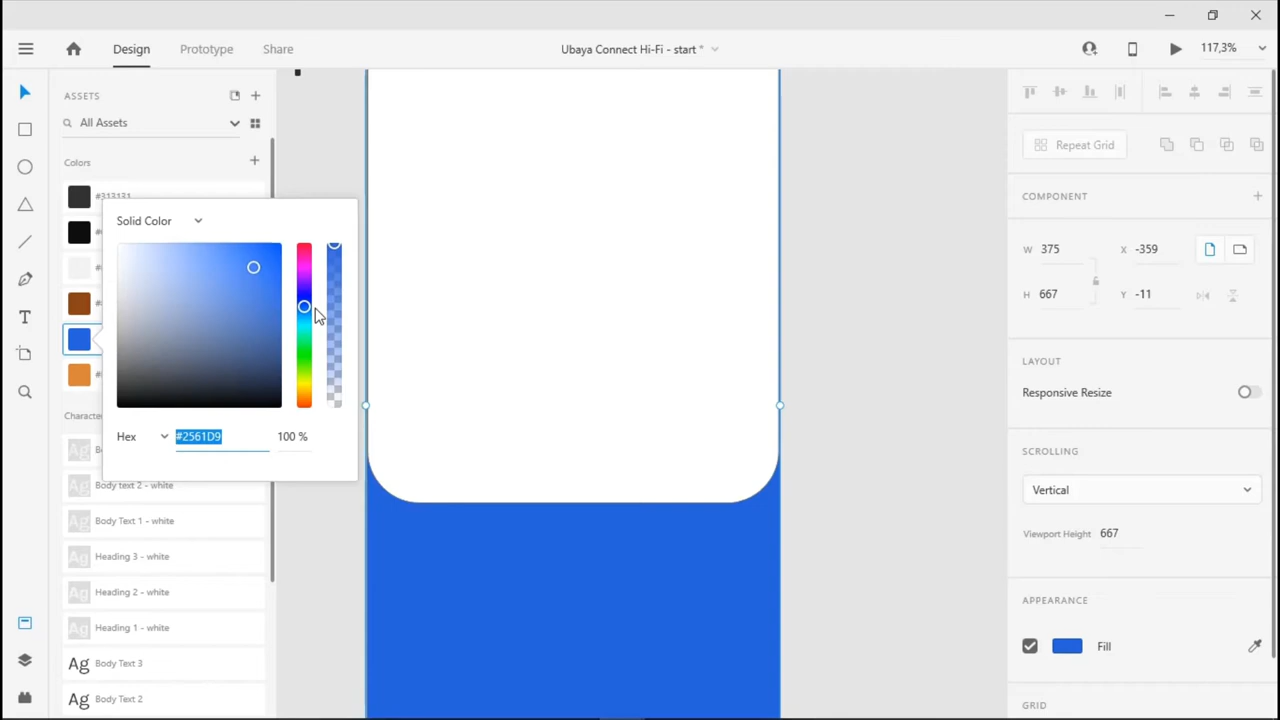 Design
Prototype
Share
Ubaya Connect Hi-Fi - start *
117,3%
ASSETS
All Assets
Colors
#313131
Solid Color
Hex
#2561D9
100 %
Body text 2 - white
Body Text 1 - white
Heading 3 - white
Heading 2 - white
Heading 1 - white
Ag Body Text 3
Ag Body Text 2
Repeat Grid
COMPONENT
W 375
X -359
H 667
Y -11
LAYOUT
Responsive Resize
SCROLLING
Vertical
Viewport Height 667
APPEARANCE
Fill
GRID